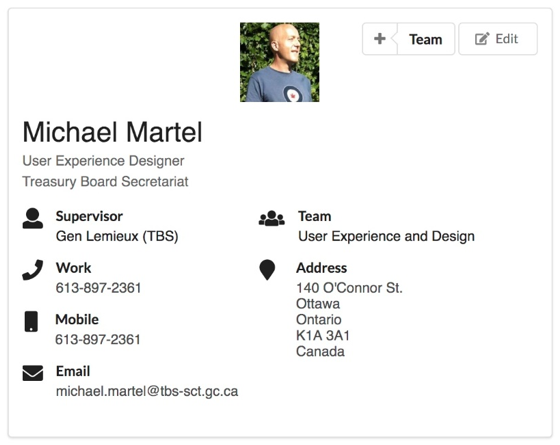 Team
Edit
Michael Martel
User Experience Designer
Treasury Board Secretariat
Supervisor
Gen Lemieux (TBS)
Team
User Experience and Design
Work
613-897-2361
Address
140 O'Connor St.
Ottawa
Ontario
K1A 3A1
Canada
Mobile
613-897-2361
Email
michael.martel@tbs-sct.gc.ca